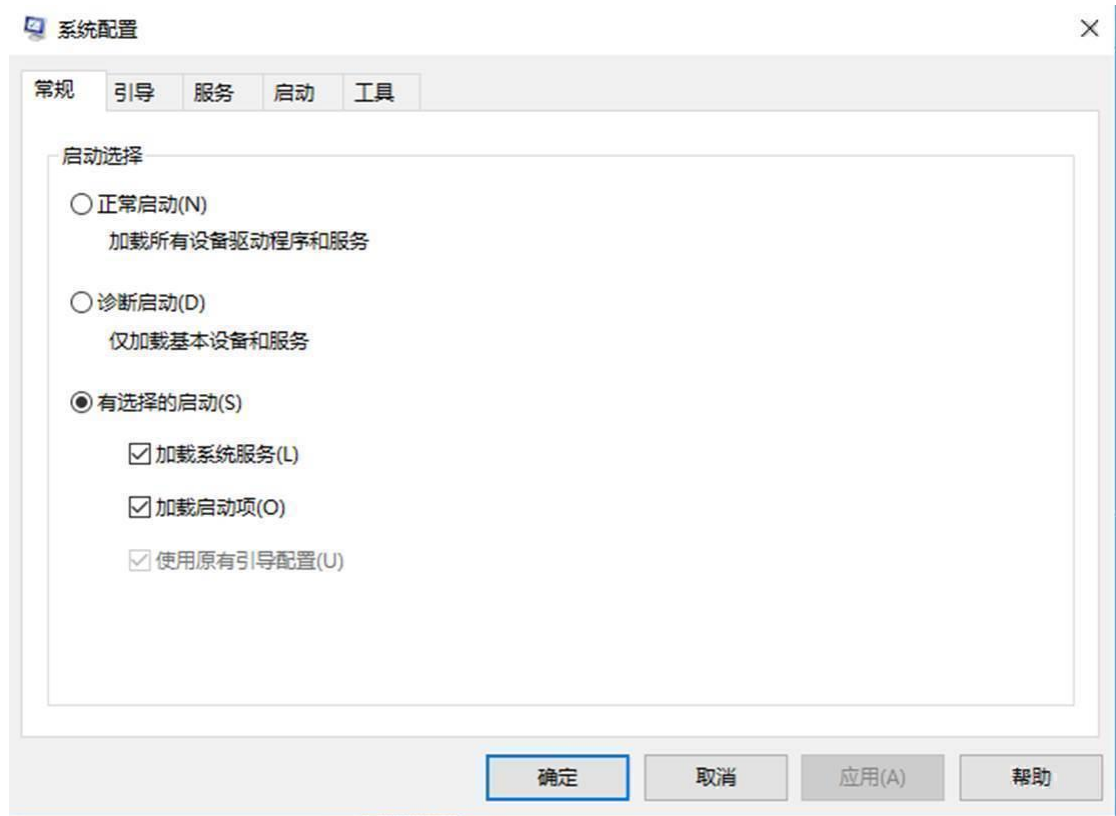 系统配置
常规 引导 服务 启动 工具
启动选择
正常启动(N)
加载所有设备驱动程序和服务
诊断启动(D)
仅加载基本设备和服务
有选择的启动(S)
加载系统服务(L)
加载启动项(O)
使用原有引导配置(U)
确定 取消 应用(A) 帮助